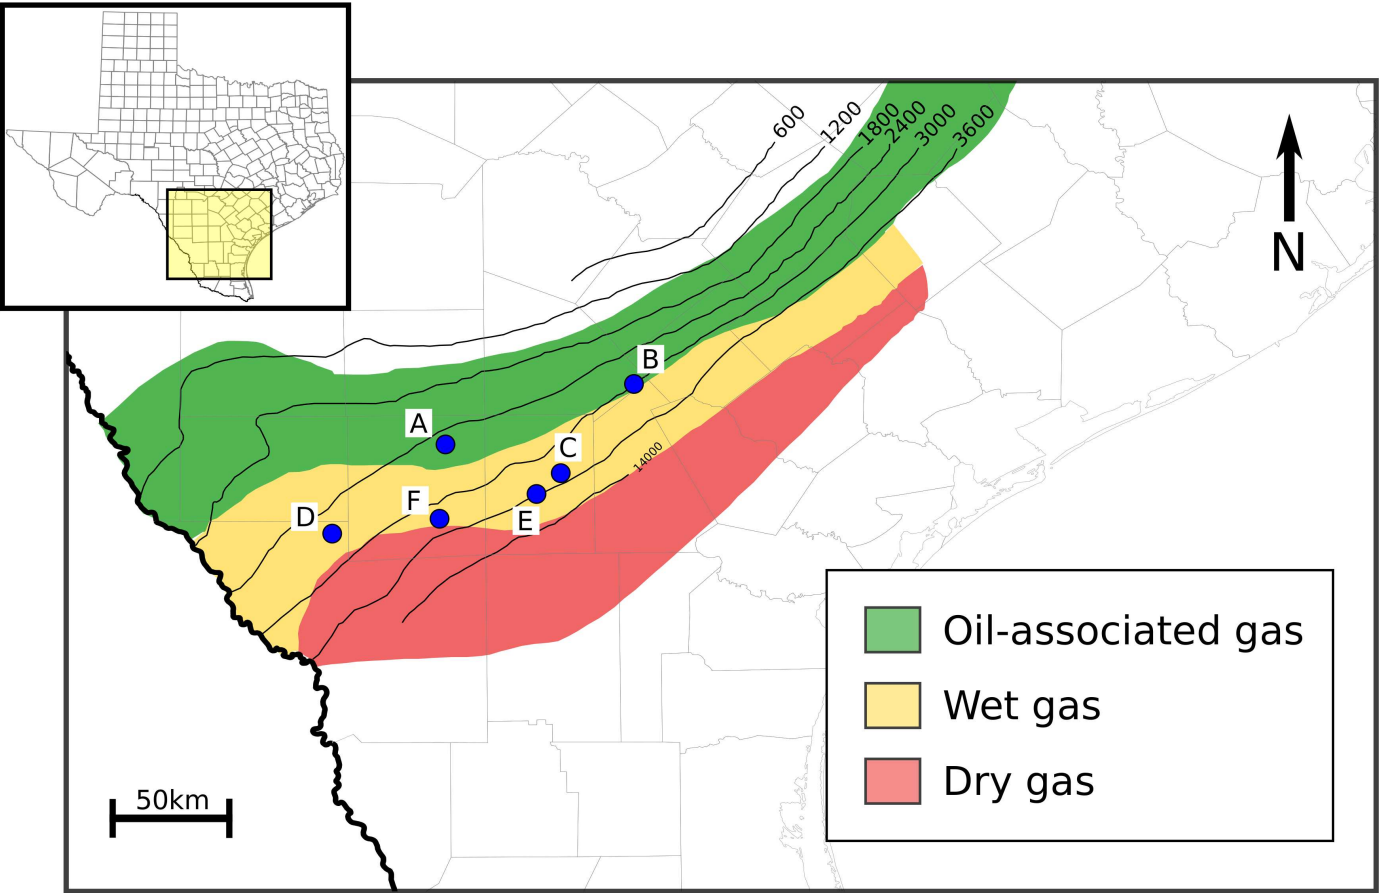 600
1200
1800
2400
3000
3600
N
B
A
C
14000
F
D
E
Oil-associated gas
Wet gas
Dry gas
50km